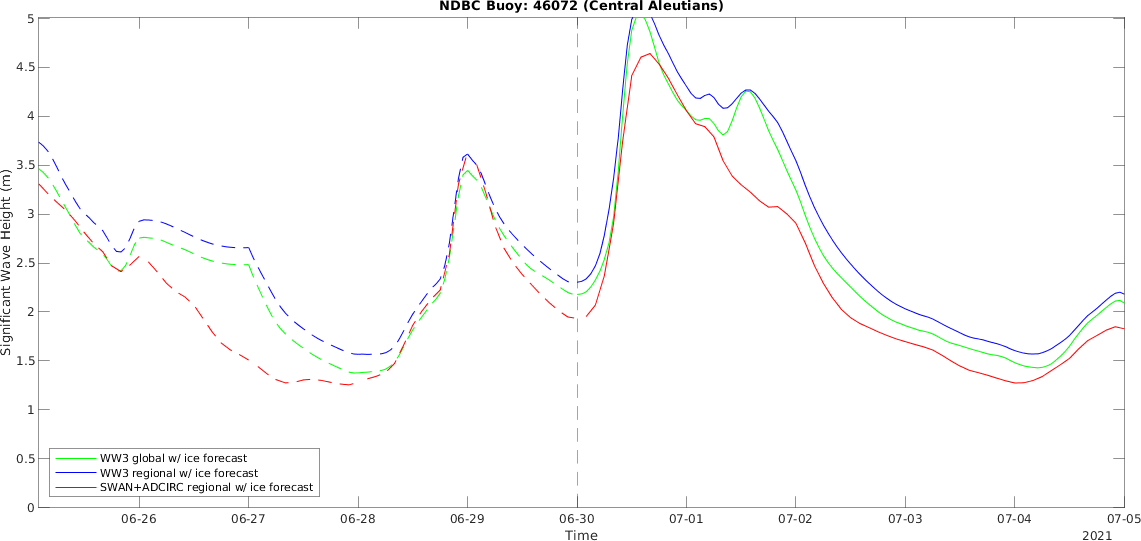 NDBC Buoy: 46072 (Central Aleutians)
5
4.5
4
3.5
3
2.5
2
1.5
1
0.5
0
Significant Wave Height (m)
WW3 global w/ ice forecast
WW3 regional w/ ice forecast
SWAN+ADCIRC regional w/ ice forecast
06-26 06-27 06-28 06-29 06-30 07-01 07-02 07-03 07-04 07-05
Time
2021